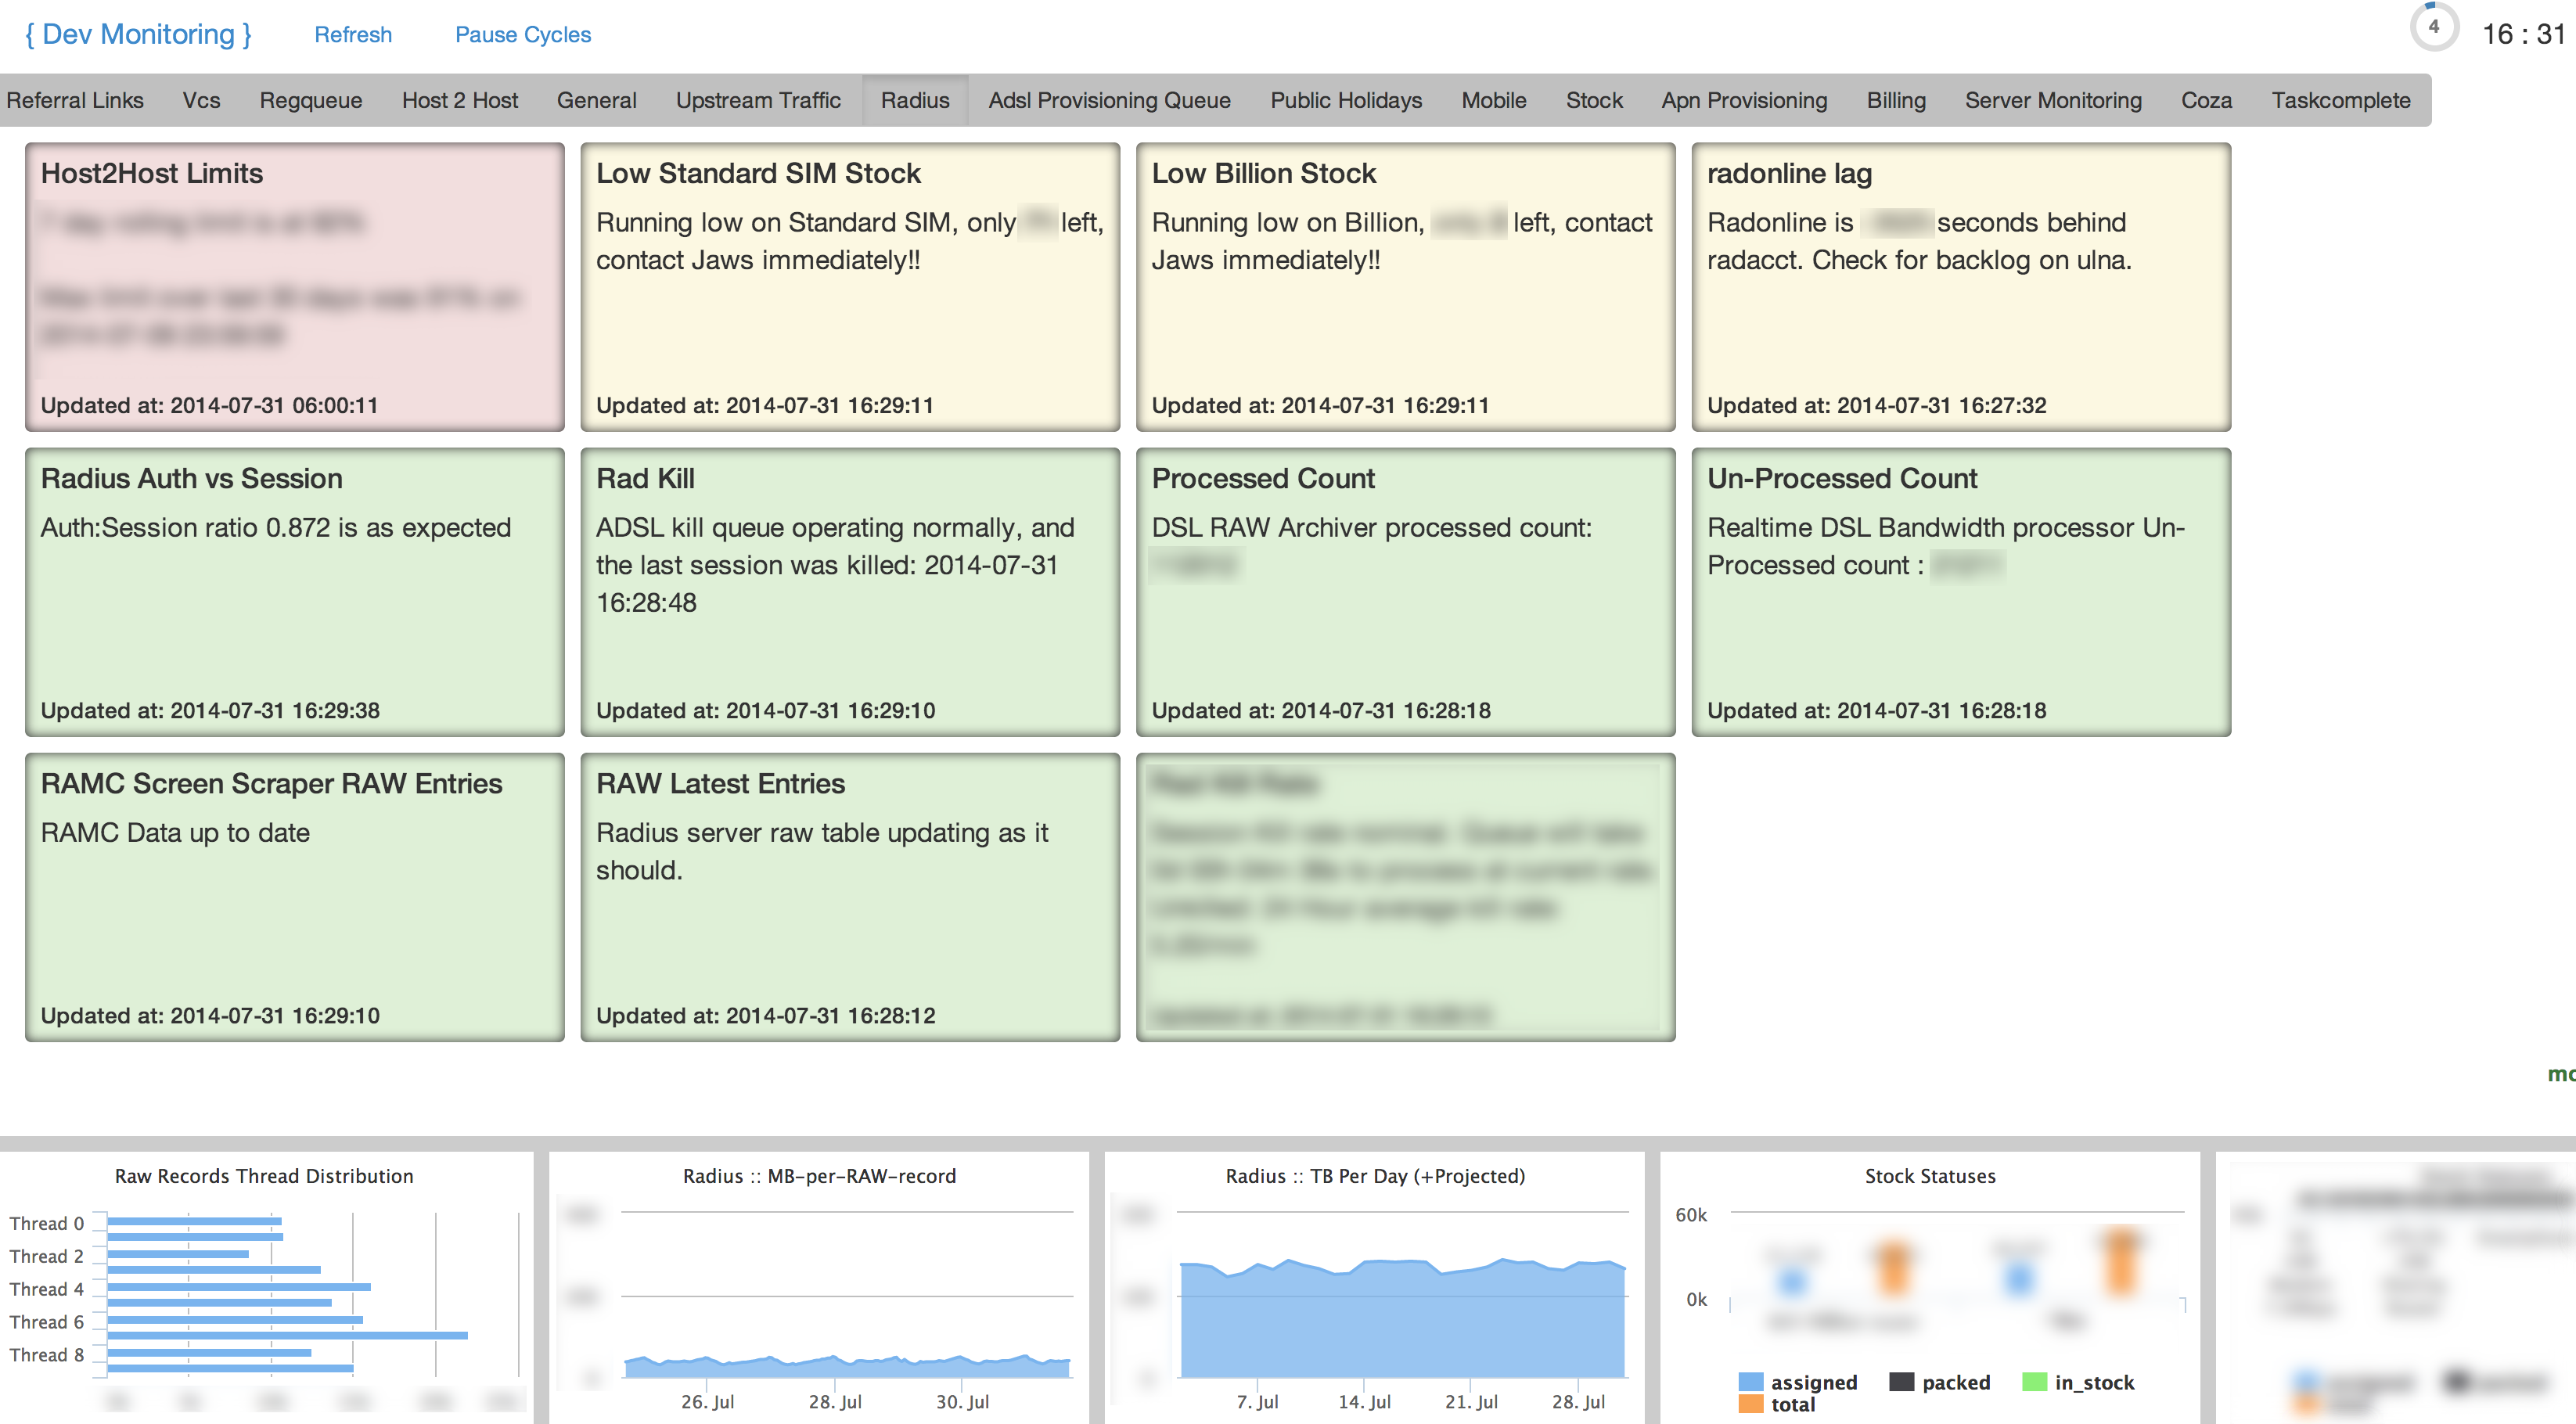 { Dev Monitoring } Refresh Pause Cycles 4 16 : 31
Referral Links Vcs Regqueue Host 2 Host General Upstream Traffic Radius Adsl Provisioning Queue Public Holidays Mobile Stock Apn Provisioning Billing Server Monitoring Coza Taskcomplete
Host2Host Limits
Updated at: 2014-07-31 06:00:11
Low Standard SIM Stock
Running low on Standard SIM, only left,
contact Jaws immediately!!
Updated at: 2014-07-31 16:29:11
Low Billion Stock
Running low on Billion, left, contact
Jaws immediately!!
Updated at: 2014-07-31 16:29:11
radonline lag
Radonline is seconds behind
radacct. Check for backlog on ulna.
Updated at: 2014-07-31 16:27:32
Radius Auth vs Session
Auth:Session ratio 0.872 is as expected
Updated at: 2014-07-31 16:29:38
Rad Kill
ADSL kill queue operating normally, and
the last session was killed: 2014-07-31
16:28:48
Updated at: 2014-07-31 16:29:10
Processed Count
DSL RAW Archiver processed count:
Updated at: 2014-07-31 16:28:18
Un-Processed Count
Realtime DSL Bandwidth processor Un-
Processed count :
Updated at: 2014-07-31 16:28:18
RAMC Screen Scraper RAW Entries
RAMC Data up to date
Updated at: 2014-07-31 16:29:10
RAW Latest Entries
Radius server raw table updating as it
should.
Updated at: 2014-07-31 16:28:12
Raw Records Thread Distribution
Thread 0
Thread 2
Thread 4
Thread 6
Thread 8
Radius :: MB-per-RAW-record
26. Jul 28. Jul 30. Jul
Radius :: TB Per Day (+Projected)
7. Jul 14. Jul 21. Jul 28. Jul
Stock Statuses
60k
0k
assigned packed in_stock
total